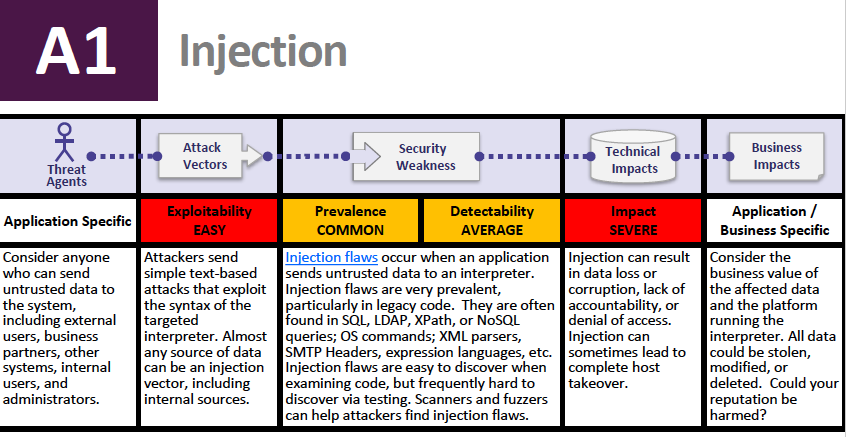 A1
Injection
Threat
Agents
Attack
Vectors
Security
Weakness
Technical
Impacts
Business
Impacts
Application Specific
Exploitability
EASY
Prevalence
COMMON
Detectability
AVERAGE
Impact
SEVERE
Application /
Business Specific
Consider anyone
who can send
untrusted data to
the system,
including external
users, business
partners, other
systems, internal
users, and
administrators.
Attackers send
simple text-based
attacks that exploit
the syntax of the
targeted
interpreter. Almost
any source of data
can be an injection
vector, including
internal sources.
Injection flaws occur when an application
sends untrusted data to an interpreter.
Injection flaws are very prevalent,
particularly in legacy code. They are often
found in SQL, LDAP, XPath, or NoSQL
queries; OS commands; XML parsers,
SMTP Headers, expression languages, etc.
Injection flaws are easy to discover when
examining code, but frequently hard to
discover via testing. Scanners and fuzzers
can help attackers find injection flaws.
Injection can result
in data loss or
corruption, lack of
accountability, or
denial of access.
Injection can
sometimes lead to
complete host
takeover.
Consider the
business value of
the affected data
and the platform
running the
interpreter. All data
could be stolen,
modified, or
deleted. Could your
reputation be
harmed?